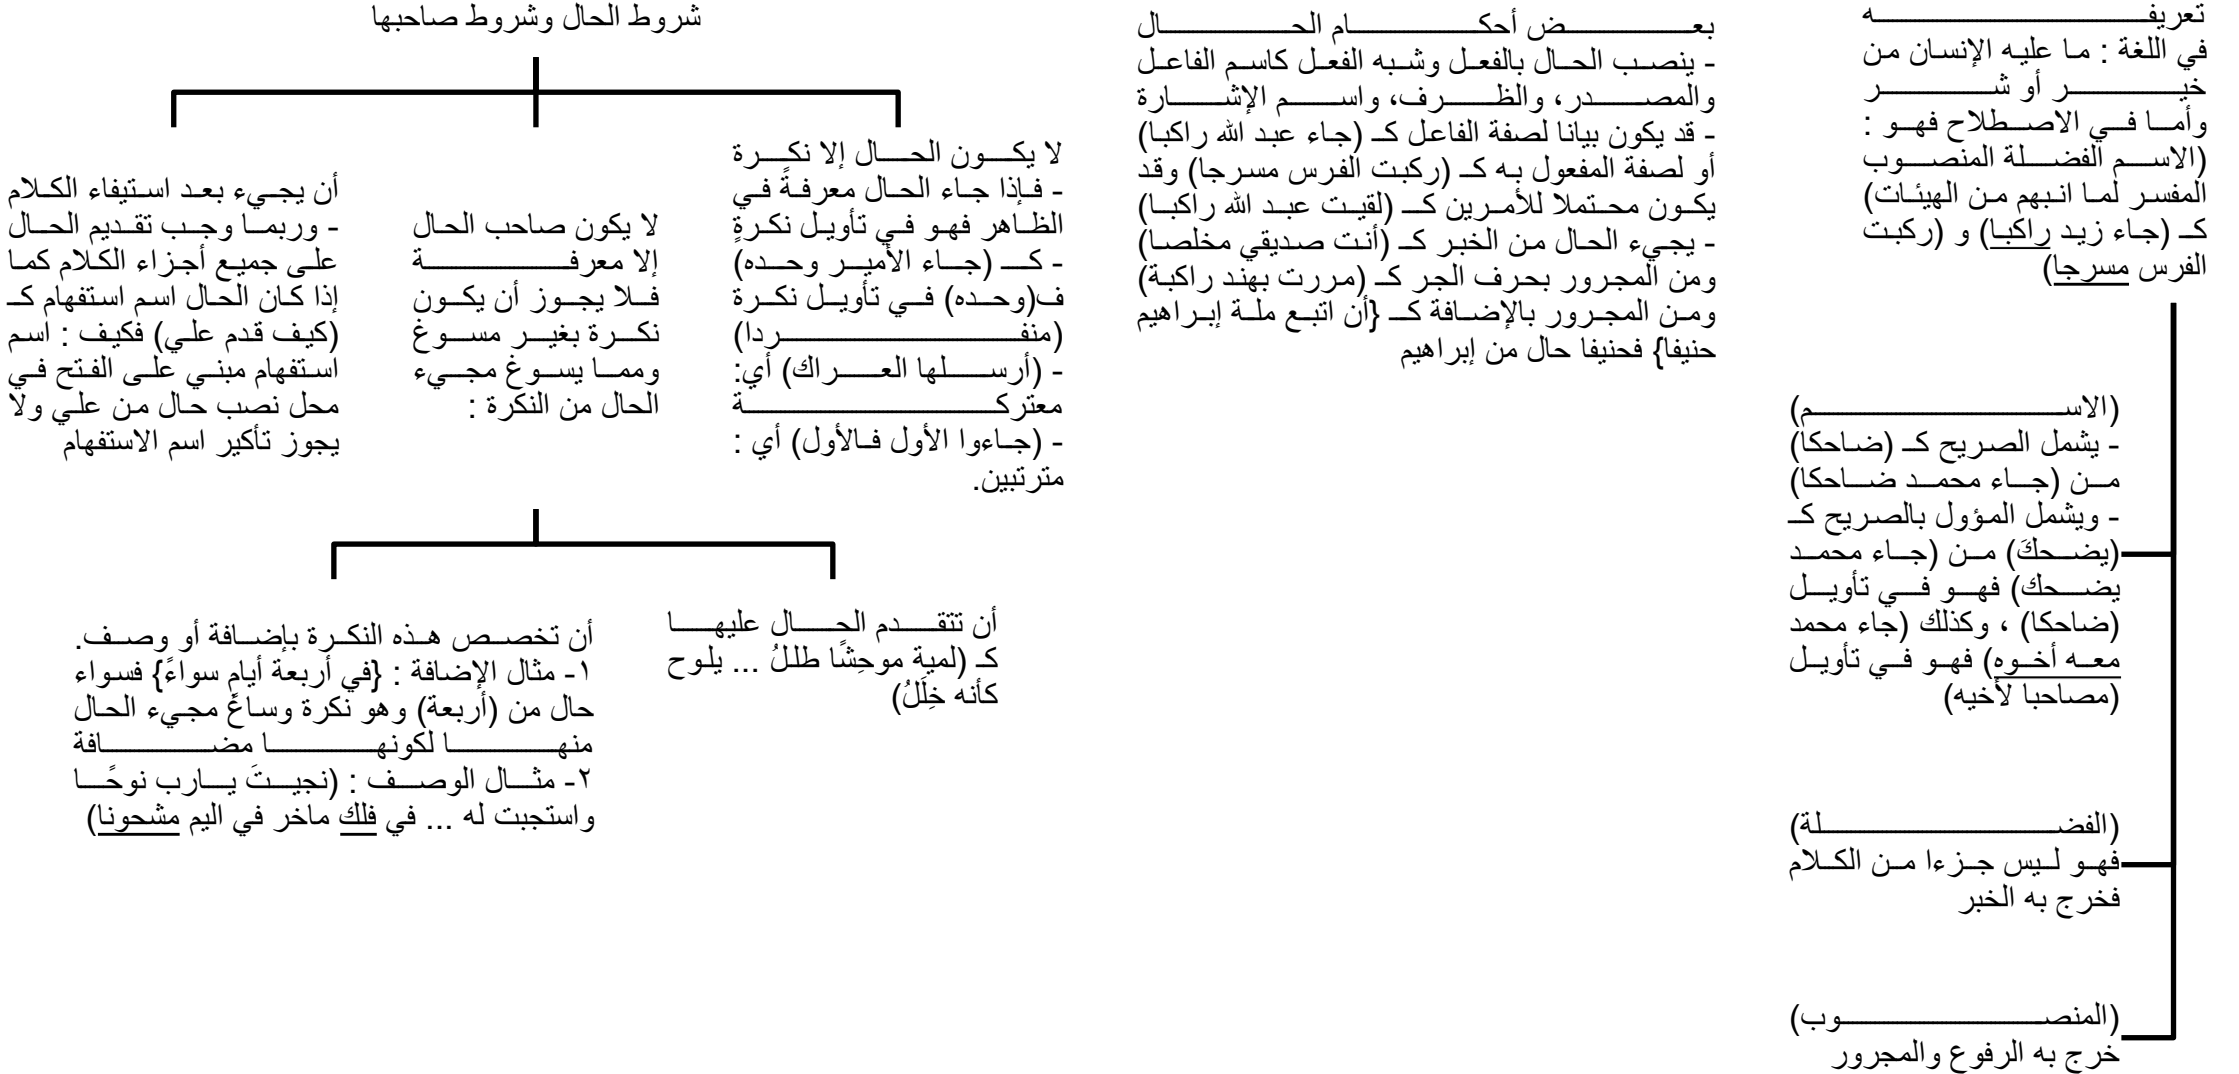 تعريفه
في اللغة : ما عليه الإنسان من
خير أو شر
وأما في الاصطلاح فهو :
(الاسم الفضلة المنصوب
المفسر لما انبهم من الهيئات)
كـ (جاء زيد راكبا) و (ركبت
الفرس مسرجا)
(الاسم)
- يشمل الصريح كـ (ضاحكا)
من (جاء محمد ضاحكا)
- ويشمل المؤول بالصريح كـ
(يضحكَ) من (جاء محمد
يضحك) فهو في تأويل
(ضاحكا) ، وكذلك (جاء محمد
معه أخوه) فهو في تأويل
(مصاحبا لأخيه)
(الفضلة)
فهو ليس جزءا من الكلام
فخرج به الخبر
(المنصوب)
خرج به الرفوع والمجرور
بعض أحكام الحال
- ينصب الحال بالفعل وشبه الفعل كاسم الفاعل
والمصدر، والظرف، واسم الإشارة
- قد يكون بيانا لصفة الفاعل كـ (جاء عبد الله راكبا)
أو لصفة المفعول به كـ (ركبت الفرس مسرجا) وقد
يكون محتملا للأمرين كـ (لقيت عبد الله راكبا)
- يجيء الحال من الخبر كـ (أنت صديقي مخلصا)
ومن المجرور بحرف الجر كـ (مررت بهند راكبة)
ومن المجرور بالإضافة كـ {أن اتبع ملة إبراهيم
حنيفا} فحنيفا حال من إبراهيم
شروط الحال وشروط صاحبها
لا يكون الحال إلا نكرة
- فإذا جاء الحال معرفةً في
الظاهر فهو في تأويل نكرةٍ
- كـ (جاء الأمير وحده)
ف(وحده) في تأويل نكرة
(منفردا)
- (أرسلها العراك) أي:
معتركة
- (جاءوا الأول فالأول) أي :
مترتبين.
لا يكون صاحب الحال
إلا معرفة
فلا يجوز أن يكون
نكرة بغير مسوغ
ومما يسوغ مجيء
الحال من النكرة :
أن يجيء بعد استيفاء الكلام
- وربما وجب تقديم الحال
على جميع أجزاء الكلام كما
إذا كان الحال اسم استفهام كـ
(كيف قدم علي) فكيف : اسم
استفهام مبني على الفتح في
محل نصب حال من علي ولا
يجوز تأكير اسم الاستفهام
أن تتقدم الحال عليها
كـ (لمية موحِشًا طللُ ... يلوح
كأنه خِلَلُ)
أن تخصص هذه النكرة بإضافة أو وصف.
١- مثال الإضافة : {في أربعة أيامٍ سواءً} فسواء
حال من (أربعة) وهو نكرة وساغ مجيء الحال
منها لكونها مضافة
٢- مثال الوصف : (نجيتَ يارب نوحًا
واستجبت له ... في فلك ماخر في اليم مشحونا)